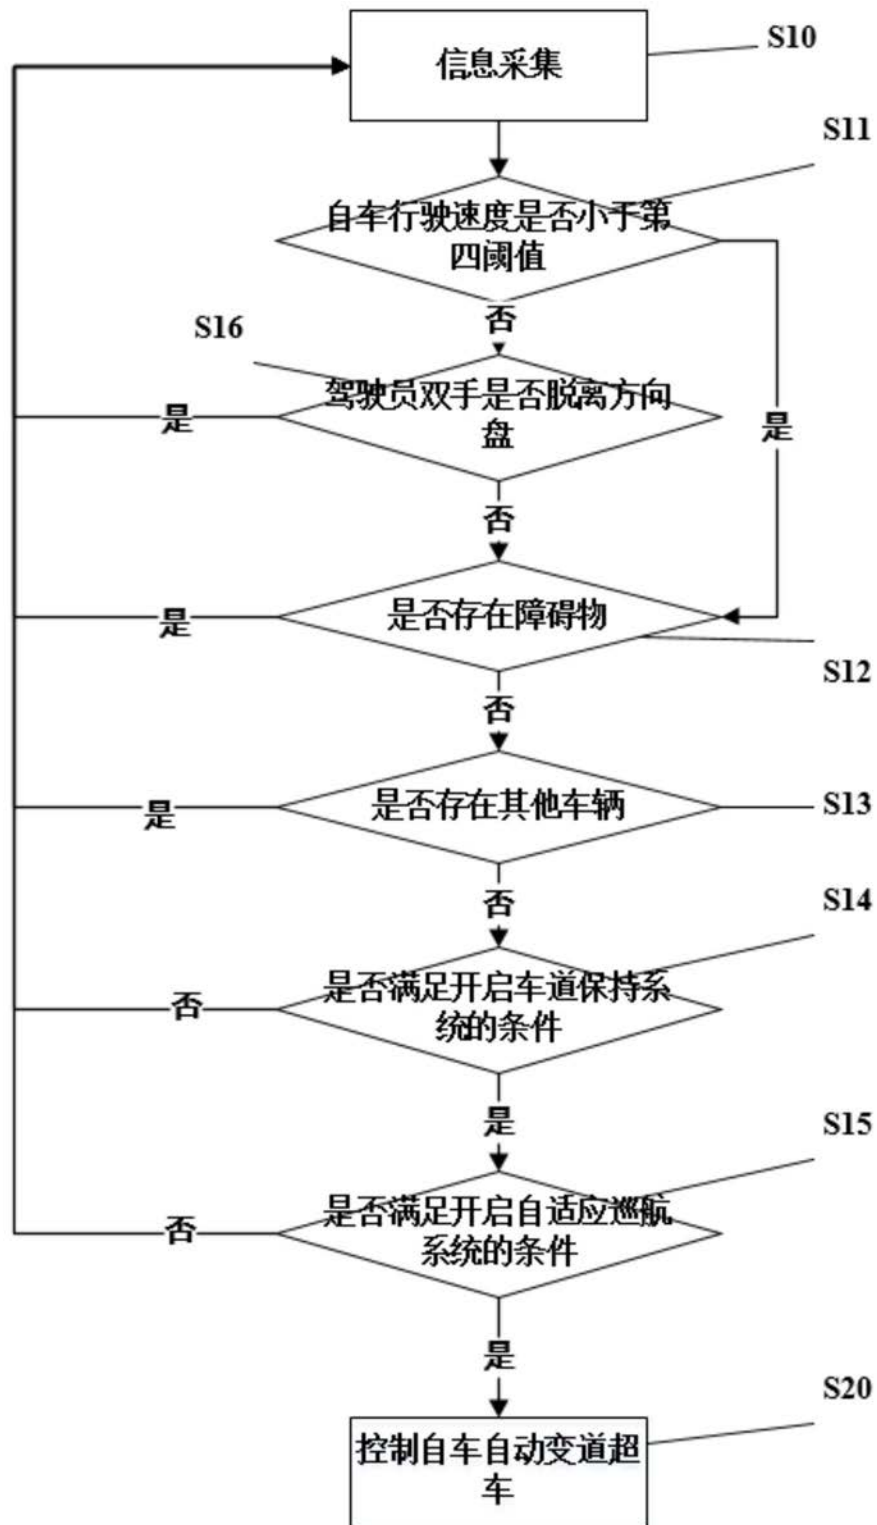 信息采集
S10
S11
自车行驶速度是否小于第
四阈值
否
S16
驾驶员双手是否脱离方向
盘
是
是
否
是否存在障碍物
是
S12
否
是否存在其他车辆
是
S13
否
S14
是否满足开启车道保持系
统的条件
否
是
S15
是否满足开启自适应巡航
系统的条件
否
是
S20
控制自车自动变道超
车